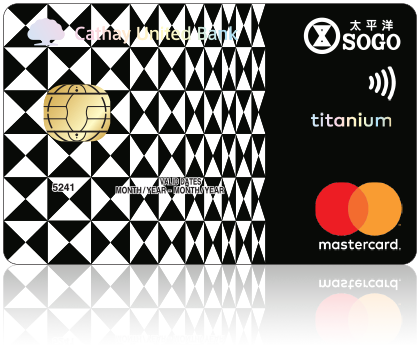 Cathay United Bank
太平洋
SOGO
titanium
5241
VALID DATES
MONTH / YEAR - MONTH / YEAR
mastercard.